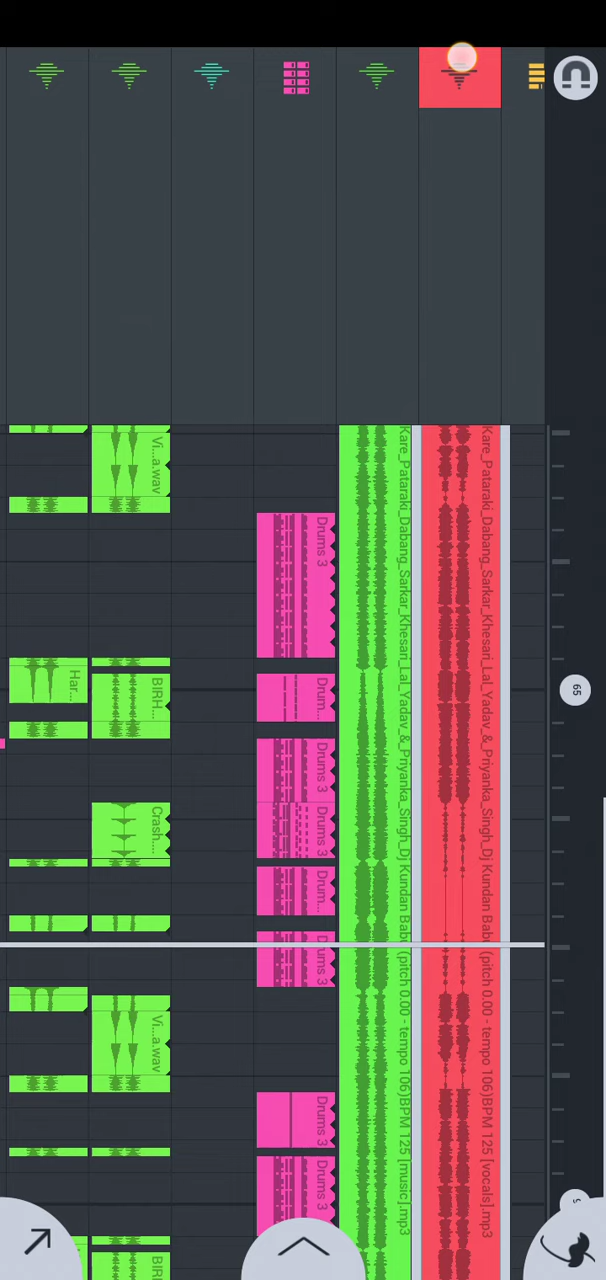 Kare_Pataraki_Dabang_Sarkar_Khesari_Lal_Yadav_&_Priyanka_Singh_Dj Kundan Babu (pitch 0.00 - tempo 106)BPM 125 [vocals].mp3
Kare_Pataraki_Dabang_Sarkar_Khesari_Lal_Yadav_&_Priyanka_Singh_Dj Kundan Babu (pitch 0.00 - tempo 106)BPM 125 [music].mp3
Drums 3
Drum...
Drums 3
Drums 3
Drum...
Drums 3
Drums 3
Drums 3
Vi...a.wav
BIRH...
Crash....
Vi...a.wav
Har...
65